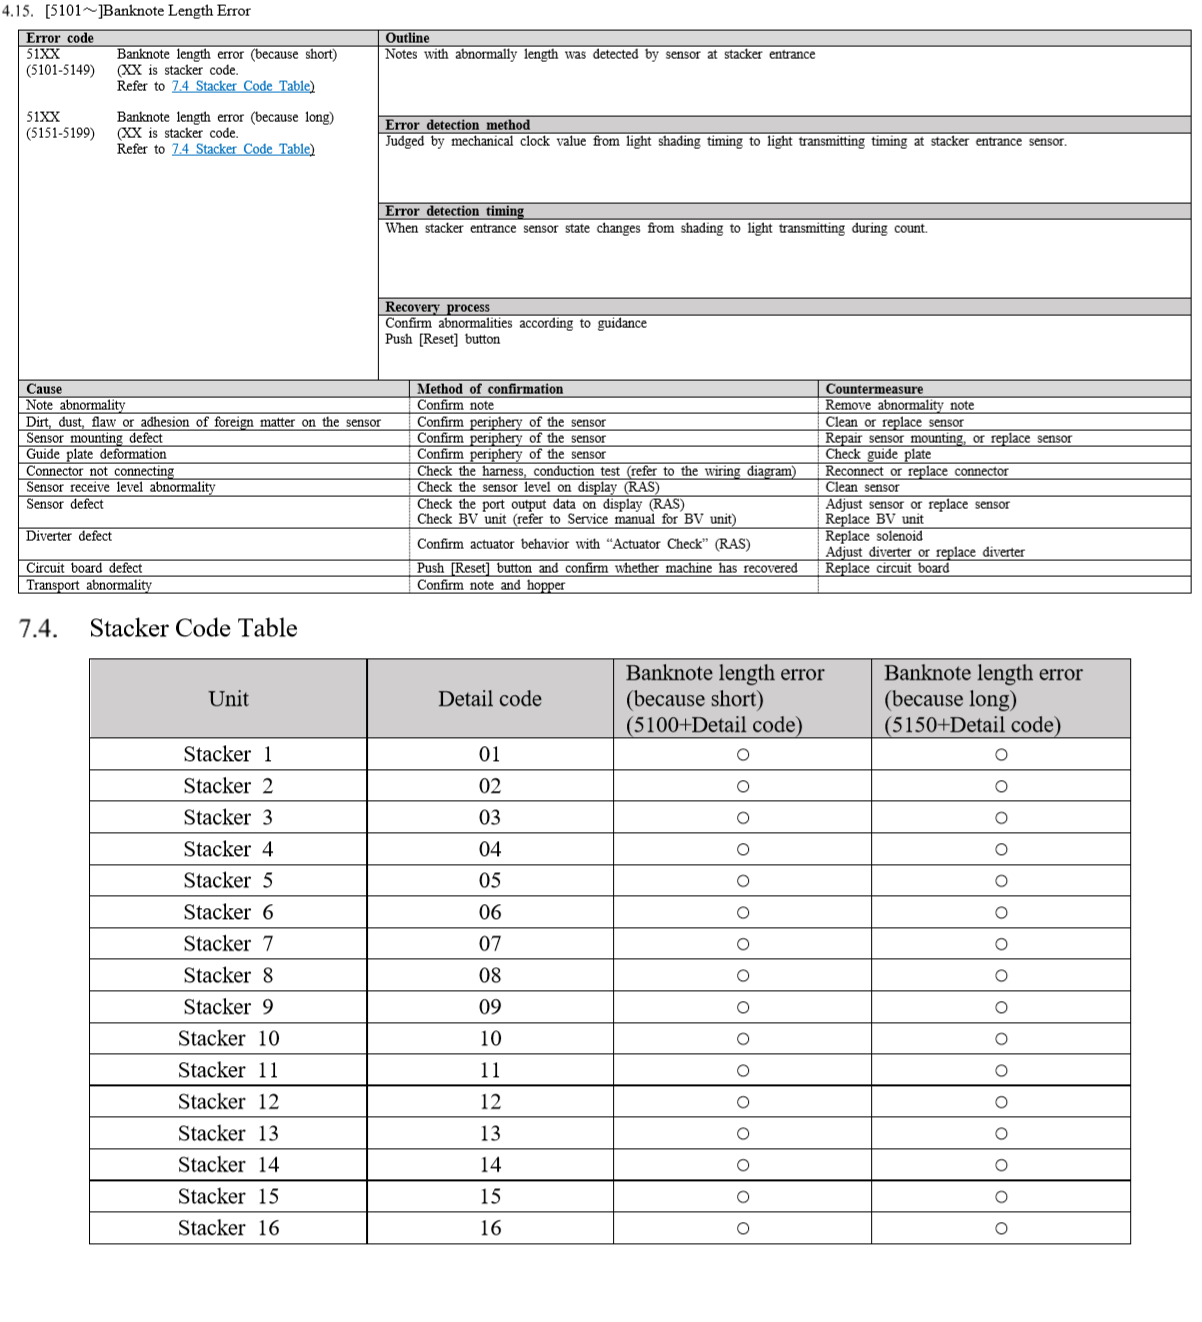 4.15. [5101～]Banknote Length Error
Error code
51XX Banknote length error (because short)
(5101-5149) (XX is stacker code.
Refer to 7.4 Stacker Code Table)
51XX Banknote length error (because long)
(5151-5199) (XX is stacker code.
Refer to 7.4 Stacker Code Table)
Outline
Notes with abnormally length was detected by sensor at stacker entrance
Error detection method
Judged by mechanical clock value from light shading timing to light transmitting timing at stacker entrance sensor.
Error detection timing
When stacker entrance sensor state changes from shading to light transmitting during count.
Recovery process
Confirm abnormalities according to guidance
Push [Reset] button
Cause Method of confirmation Countermeasure
Note abnormality Confirm note Remove abnormality note
Dirt, dust, flaw or adhesion of foreign matter on the sensor Confirm periphery of the sensor Clean or replace sensor
Sensor mounting defect Confirm periphery of the sensor Repair sensor mounting, or replace sensor
Guide plate deformation Confirm periphery of the sensor Check guide plate
Connector not connecting Check the harness, conduction test (refer to the wiring diagram) Reconnect or replace connector
Sensor receive level abnormality Check the sensor level on display (RAS) Clean sensor
Sensor defect Check the port output data on display (RAS) Adjust sensor or replace sensor
Check BV unit (refer to Service manual for BV unit) Replace BV unit
Diverter defect Confirm actuator behavior with “Actuator Check” (RAS) Replace solenoid
Adjust diverter or replace diverter
Circuit board defect Push [Reset] button and confirm whether machine has recovered Replace circuit board
Transport abnormality Confirm note and hopper
7.4. Stacker Code Table
Unit Detail code Banknote length error (because short) (5100+Detail code) Banknote length error (because long) (5150+Detail code)
Stacker 1 01 ○ ○
Stacker 2 02 ○ ○
Stacker 3 03 ○ ○
Stacker 4 04 ○ ○
Stacker 5 05 ○ ○
Stacker 6 06 ○ ○
Stacker 7 07 ○ ○
Stacker 8 08 ○ ○
Stacker 9 09 ○ ○
Stacker 10 10 ○ ○
Stacker 11 11 ○ ○
Stacker 12 12 ○ ○
Stacker 13 13 ○ ○
Stacker 14 14 ○ ○
Stacker 15 15 ○ ○
Stacker 16 16 ○ ○